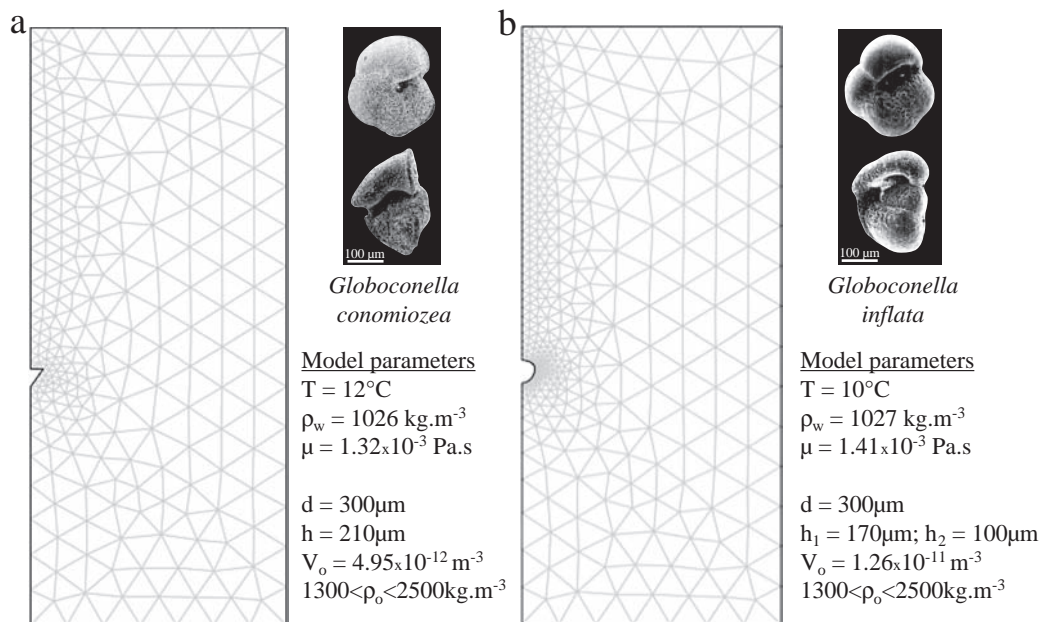 a
100 µm
Globoconella
conomiozea
Model parameters
T = 12°C
ρw = 1026 kg.m-3
µ = 1.32x10-3 Pa.s
d = 300µm
h = 210µm
Vo = 4.95x10-12 m-3
1300<ρo<2500kg.m-3
b
100 µm
Globoconella
inflata
Model parameters
T = 10°C
ρw = 1027 kg.m-3
µ = 1.41x10-3 Pa.s
d = 300µm
h1 = 170µm; h2 = 100µm
Vo = 1.26x10-11 m-3
1300<ρo<2500kg.m-3